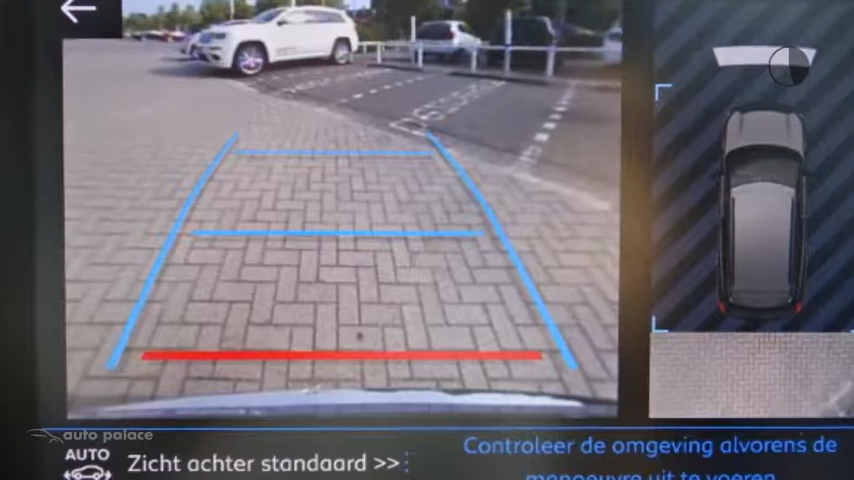 auto palace
AUTO
Zicht achter standaard >>
Controleer de omgeving alvorens de
manoeuvre uit te voeren